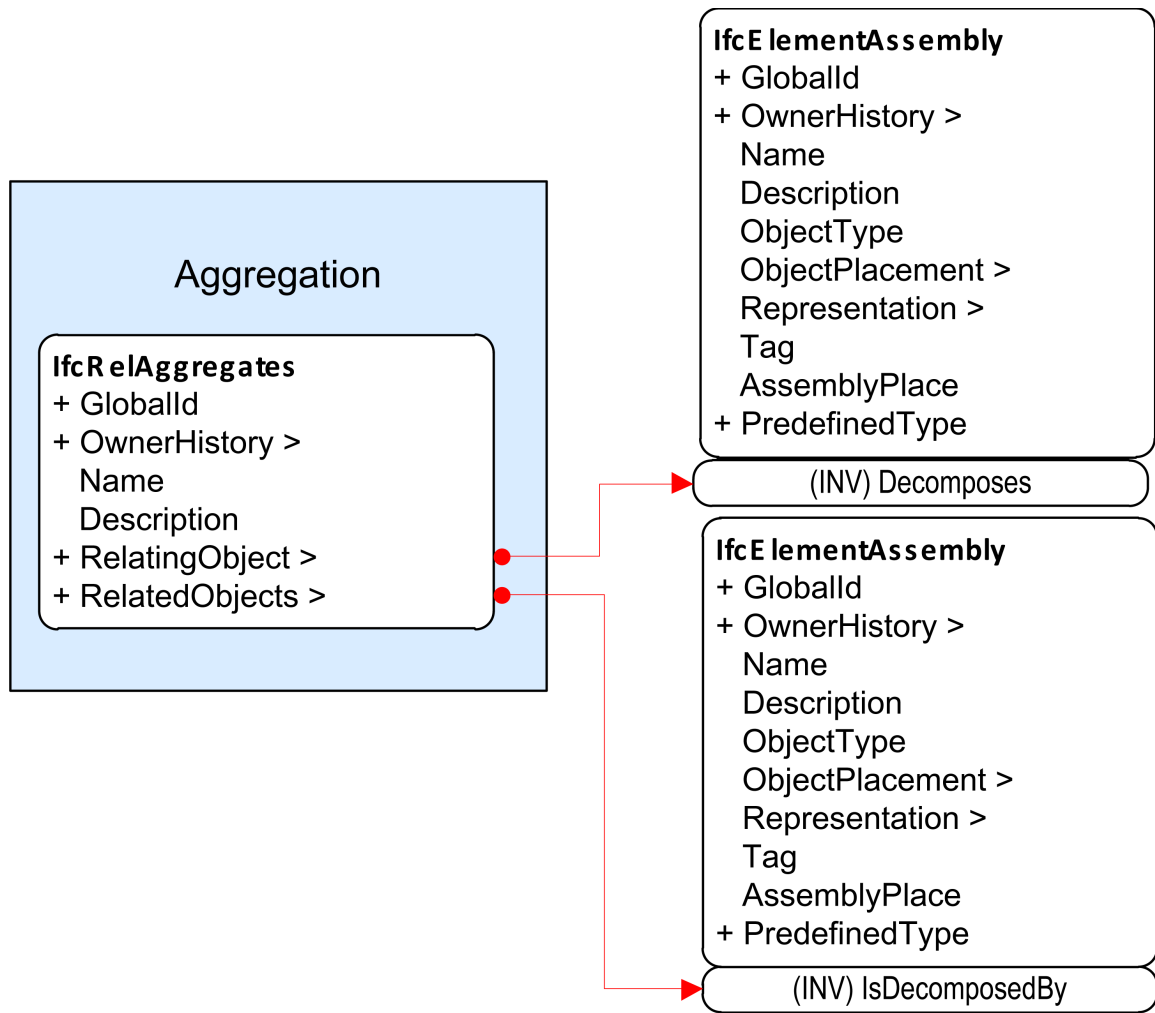 Aggregation
IfcRelAggregates
+ GlobalId
+ OwnerHistory >
Name
Description
+ RelatingObject >
+ RelatedObjects >
IfcElementAssembly
+ GlobalId
+ OwnerHistory >
Name
Description
ObjectType
ObjectPlacement >
Representation >
Tag
AssemblyPlace
+ PredefinedType
(INV) Decomposes
IfcElementAssembly
+ GlobalId
+ OwnerHistory >
Name
Description
ObjectType
ObjectPlacement >
Representation >
Tag
AssemblyPlace
+ PredefinedType
(INV) IsDecomposedBy